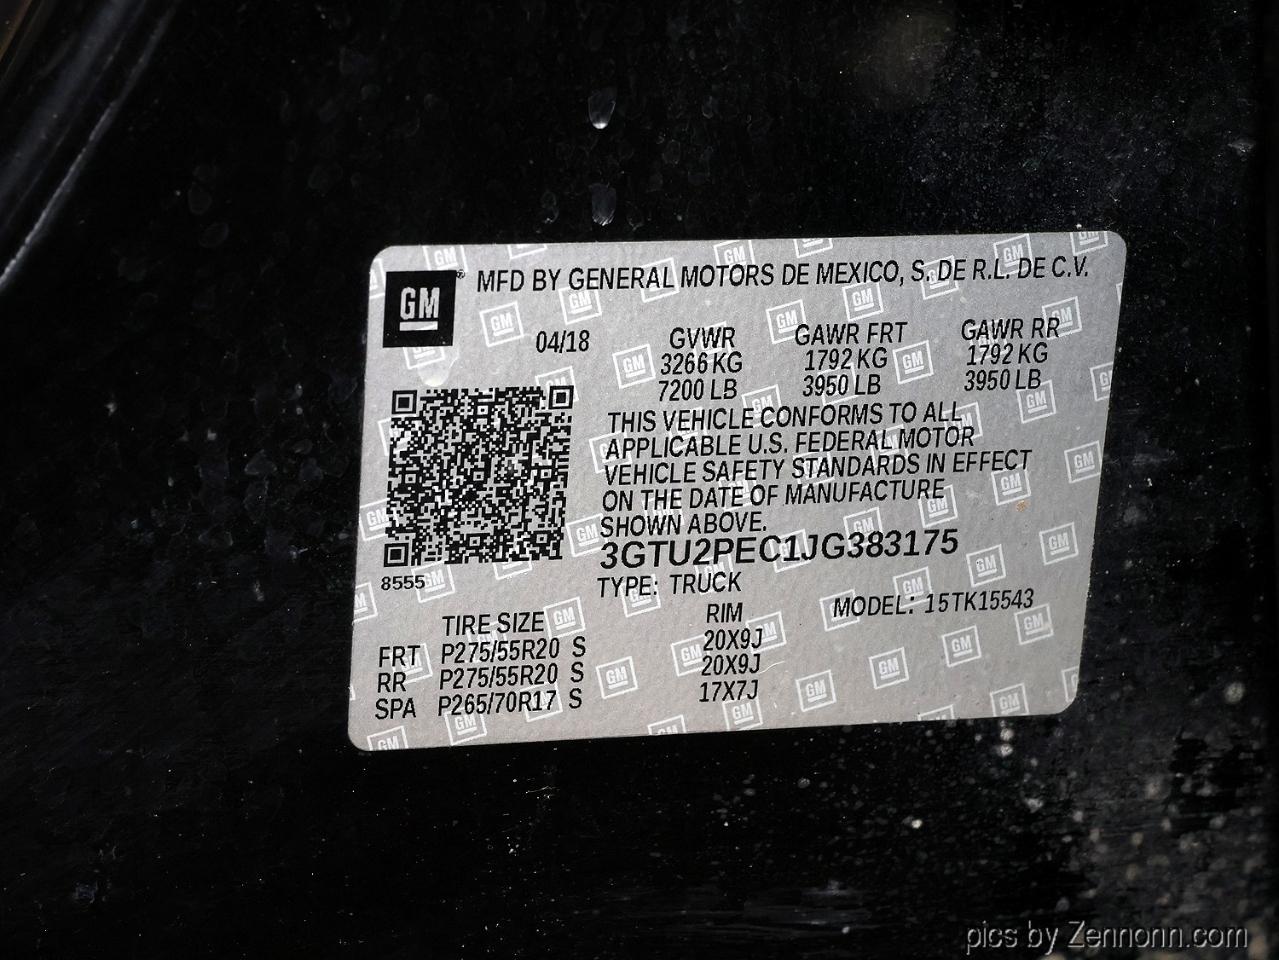 GM® MFD BY GENERAL MOTORS DE MEXICO, S. DE R.L. DE C.V.
04/18 GVWR GAWR FRT GAWR RR
3266 KG 1792 KG 1792 KG
7200 LB 3950 LB 3950 LB
THIS VEHICLE CONFORMS TO ALL
APPLICABLE U.S. FEDERAL MOTOR
VEHICLE SAFETY STANDARDS IN EFFECT
ON THE DATE OF MANUFACTURE
SHOWN ABOVE.
3GTU2PEC1JG383175
8555 TYPE: TRUCK
MODEL: 15TK15543
TIRE SIZE RIM
FRT P275/55R20 S 20X9J
RR P275/55R20 S 20X9J
SPA P265/70R17 S 17X7J
pics by Zennonn.com